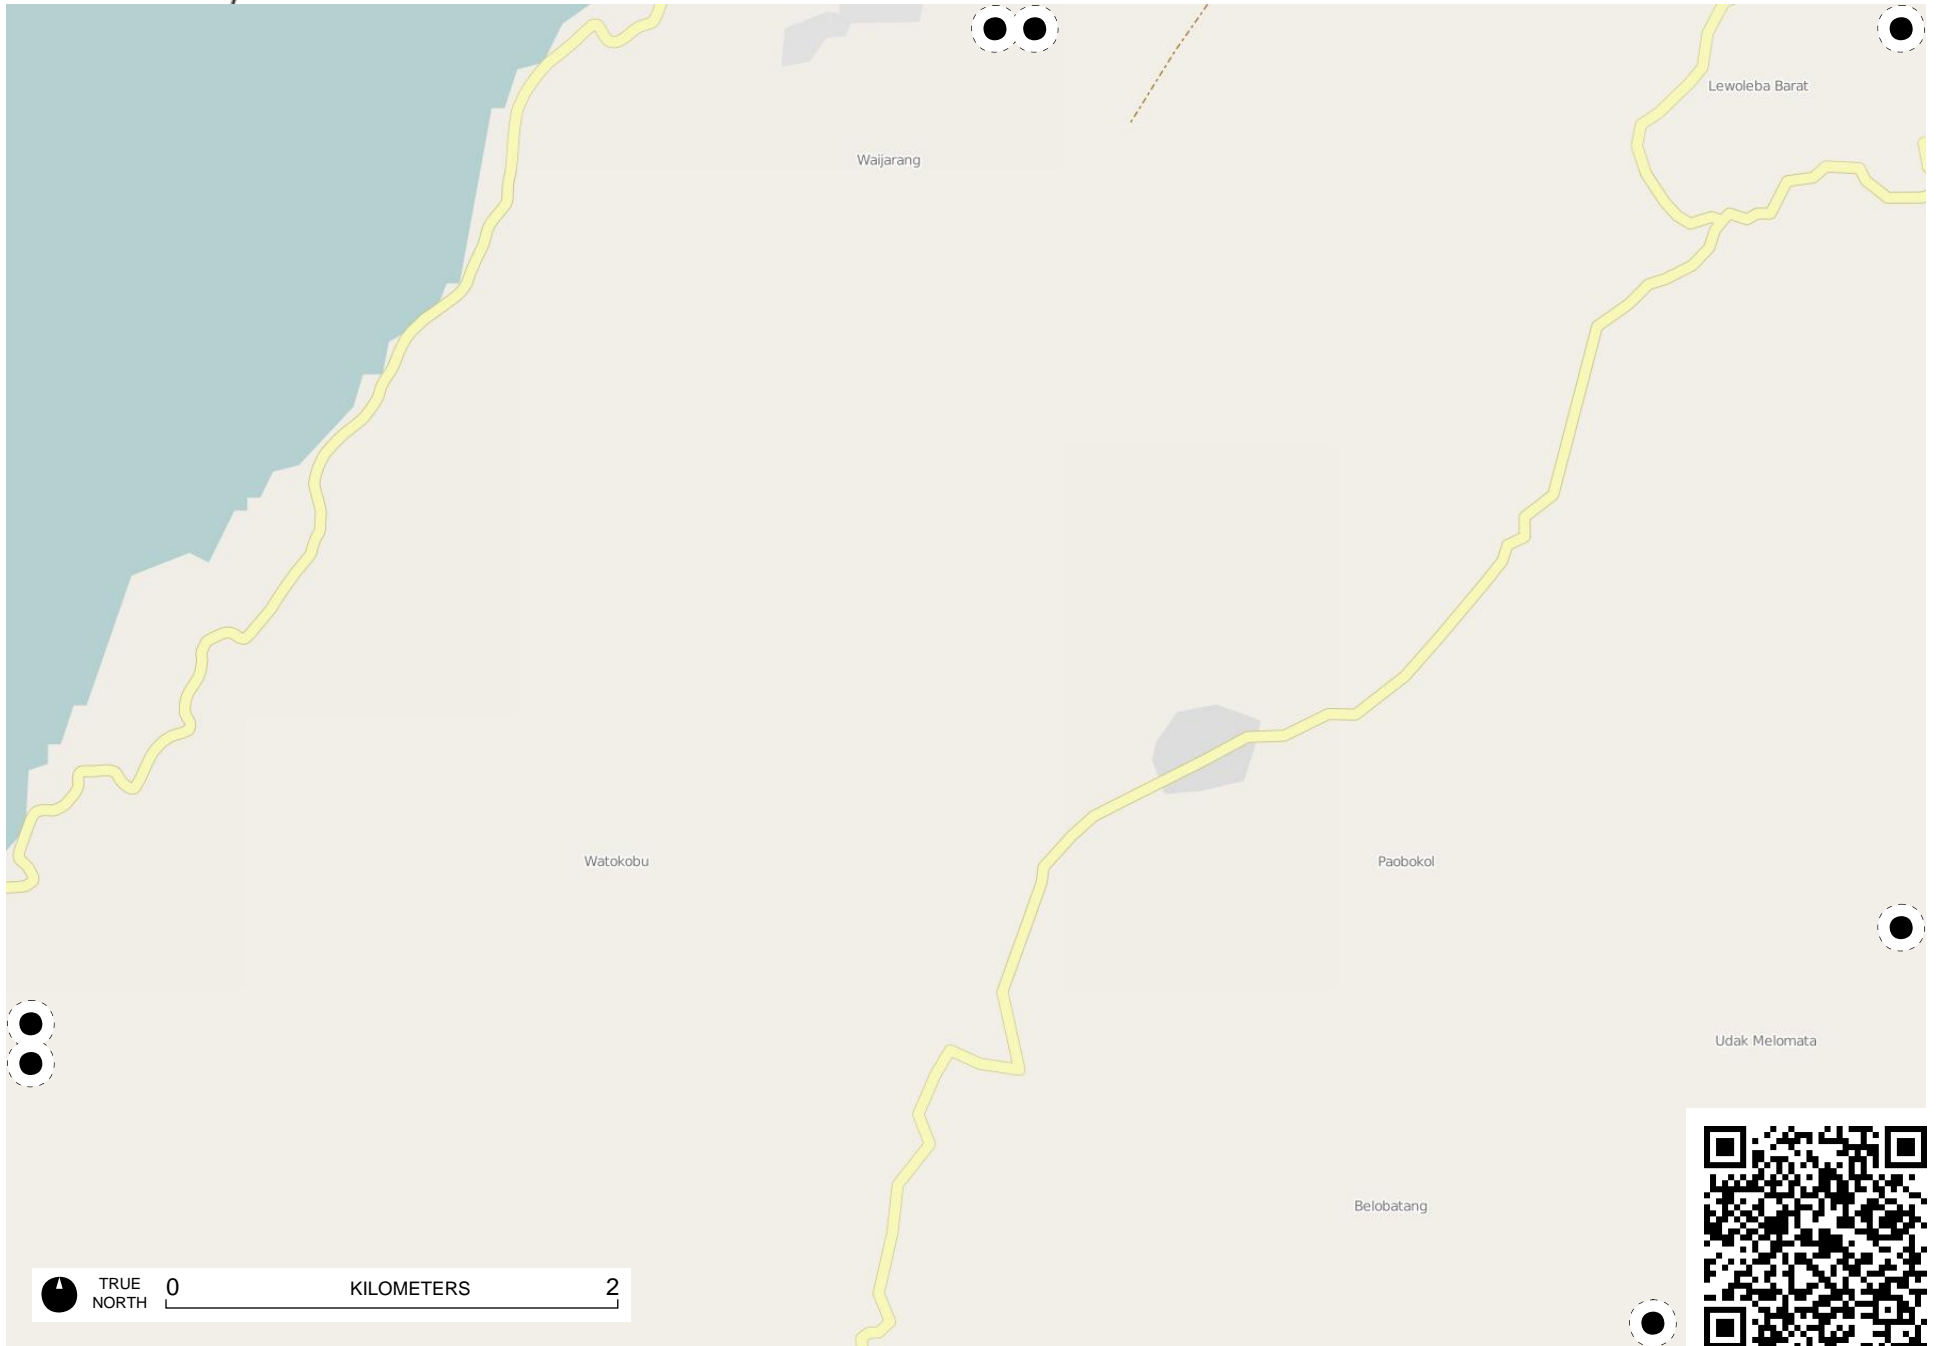 Lewoleba Barat
Waijarang
Watokobu
Paobokol
Udak Melomata
Belobatang
TRUE
NORTH
0 KILOMETERS 2